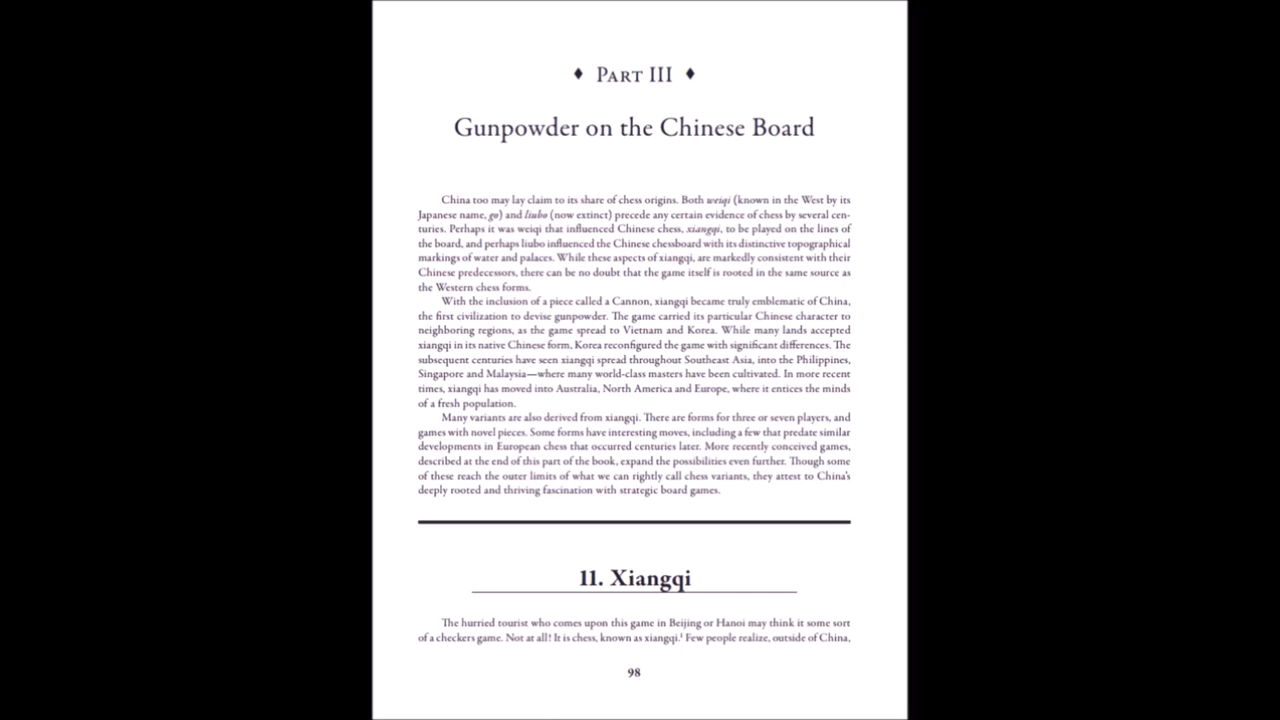 ♦ Part III ♦
Gunpowder on the Chinese Board
China too may lay claim to its share of chess origins. Both weiqi (known in the West by its
Japanese name, go) and liubo (now extinct) precede any certain evidence of chess by several cen-
turies. Perhaps it was weiqi that influenced Chinese chess, xiangqi, to be played on the lines of
the board, and perhaps liubo influenced the Chinese chessboard with its distinctive topographical
markings of water and palaces. While these aspects of xiangqi, are markedly consistent with their
Chinese predecessors, there can be no doubt that the game itself is rooted in the same source as
the Western chess forms.
With the inclusion of a piece called a Cannon, xiangqi became truly emblematic of China,
the first civilization to devise gunpowder. The game carried its particular Chinese character to
neighboring regions, as the game spread to Vietnam and Korea. While many lands accepted
xiangqi in its native Chinese form, Korea reconfigured the game with significant differences. The
subsequent centuries have seen xiangqi spread throughout Southeast Asia, into the Philippines,
Singapore and Malaysia—where many world-class masters have been cultivated. In more recent
times, xiangqi has moved into Australia, North America and Europe, where it entices the minds
of a fresh population.
Many variants are also derived from xiangqi. There are forms for three or seven players, and
games with novel pieces. Some forms have interesting moves, including a few that predate similar
developments in European chess that occurred centuries later. More recently conceived games,
described at the end of this part of the book, expand the possibilities even further. Though some
of these reach the outer limits of what we can rightly call chess variants, they attest to China's
deeply rooted and thriving fascination with strategic board games.
11. Xiangqi
The hurried tourist who comes upon this game in Beijing or Hanoi may think it some sort
of a checkers game. Not at all! It is chess, known as xiangqi.¹ Few people realize, outside of China,
98